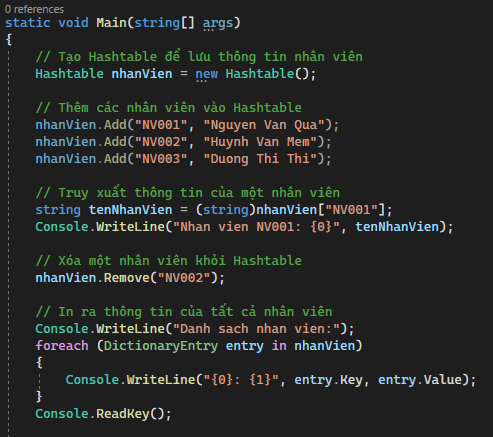 0 references
static void Main(string[] args)
{
// Tạo Hashtable để lưu thông tin nhân viên
Hashtable nhanVien = new Hashtable();
// Thêm các nhân viên vào Hashtable
nhanVien.Add("NV001", "Nguyen Van Qua");
nhanVien.Add("NV002", "Huynh Van Mem");
nhanVien.Add("NV003", "Duong Thi Thi");
// Truy xuất thông tin của một nhân viên
string tenNhanVien = (string)nhanVien["NV001"];
Console.WriteLine("Nhan vien NV001: {0}", tenNhanVien);
// Xóa một nhân viên khỏi Hashtable
nhanVien.Remove("NV002");
// In ra thông tin của tất cả nhân viên
Console.WriteLine("Danh sach nhan vien:");
foreach (DictionaryEntry entry in nhanVien)
{
Console.WriteLine("{0}: {1}", entry.Key, entry.Value);
}
Console.ReadKey();